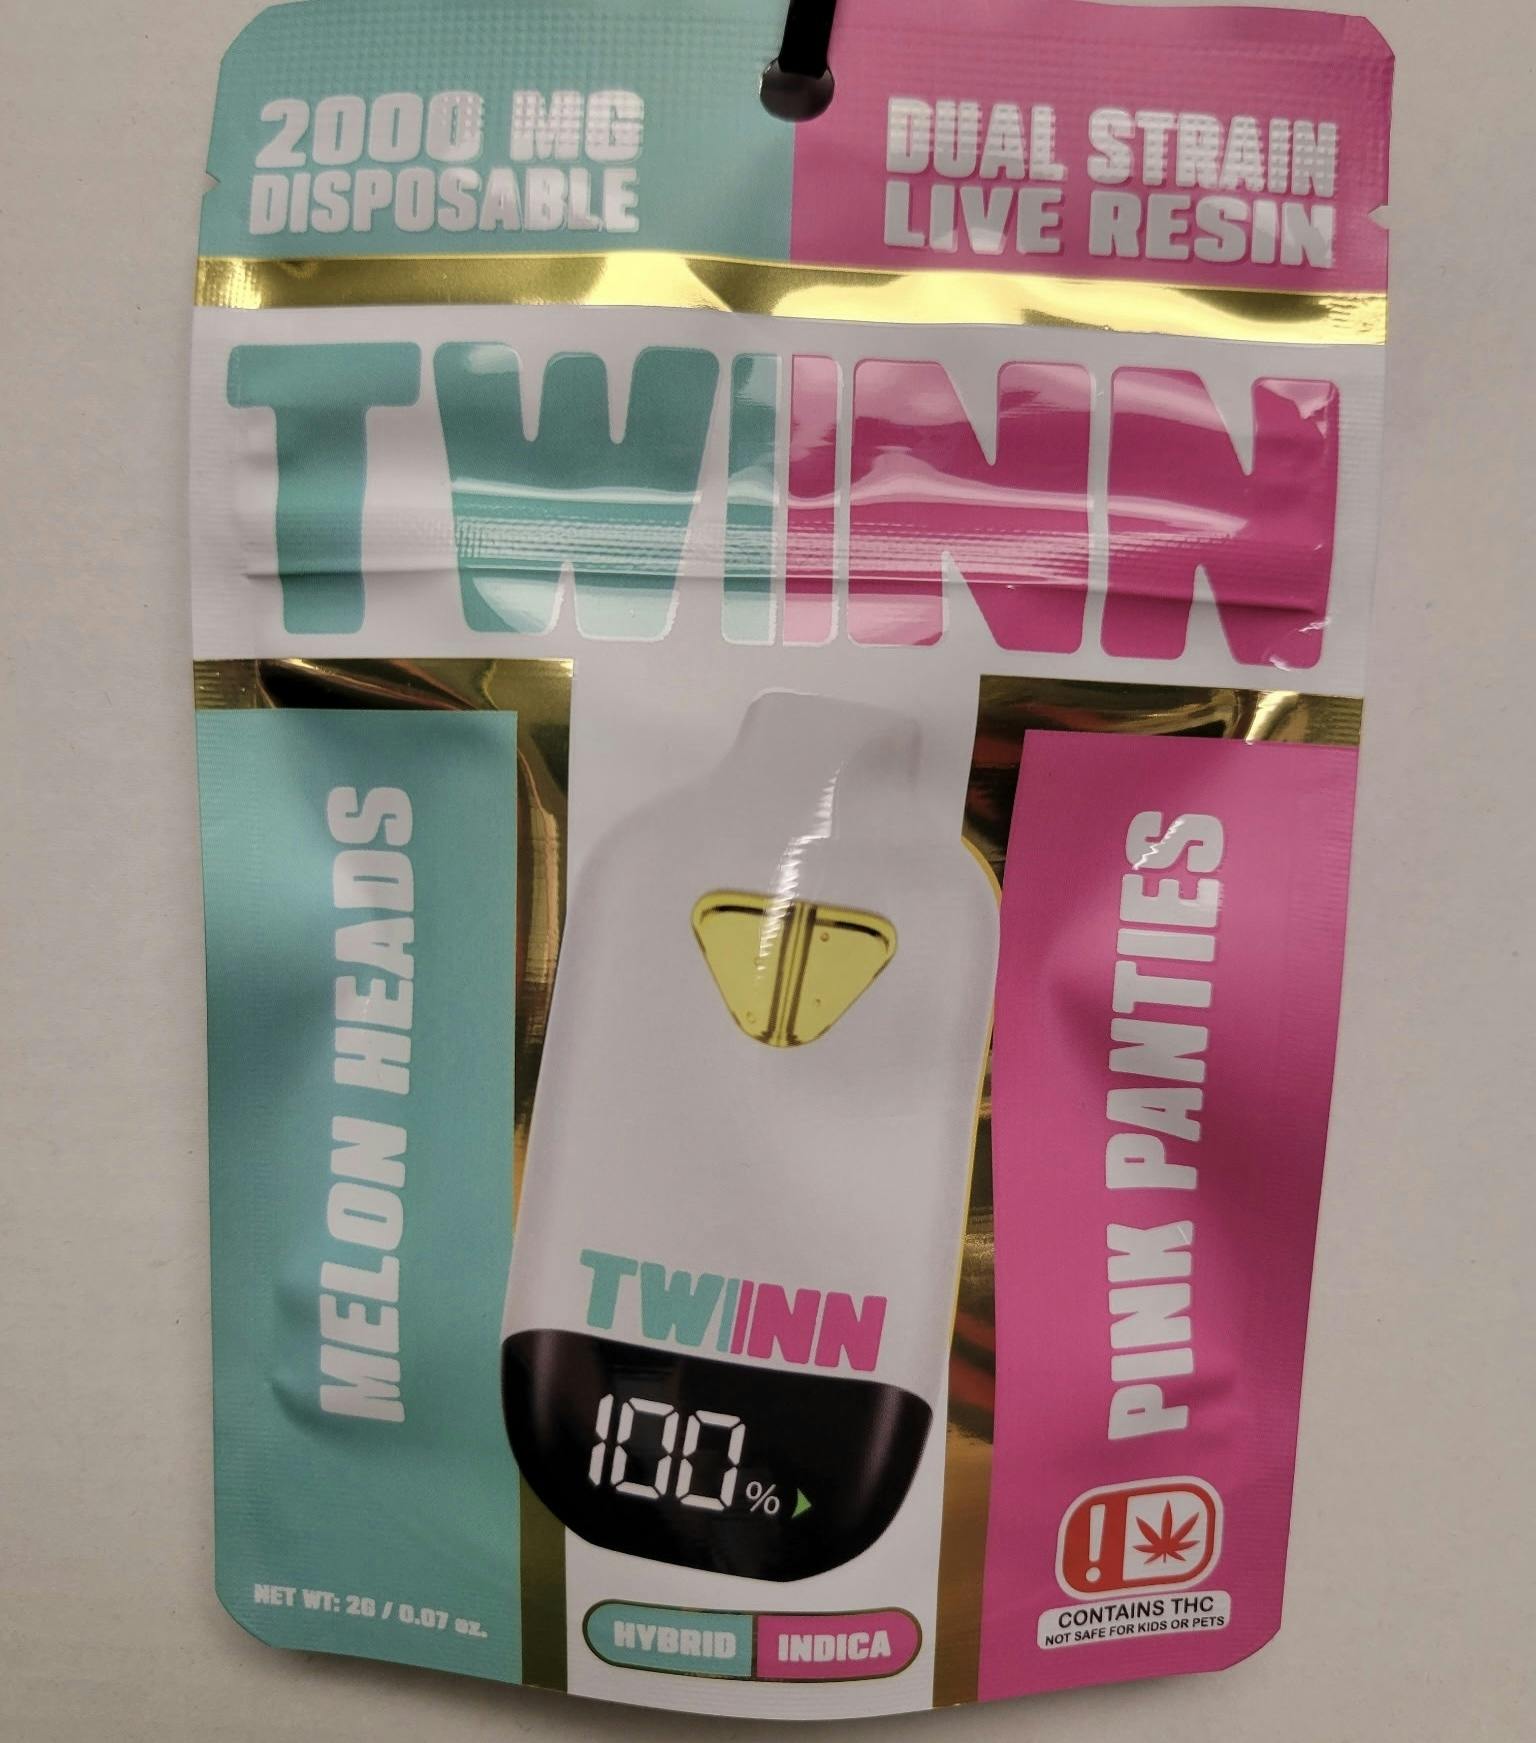 2000 MG
DISPOSABLE
DUAL STRAIN
LIVE RESIN
TWINN
MELON HEADS
PINK PANTIES
TWINN
100%
CONTAINS THC
NOT SAFE FOR KIDS OR PETS
NET WT: 2G / 0.07 oz.
HYBRID
INDICA